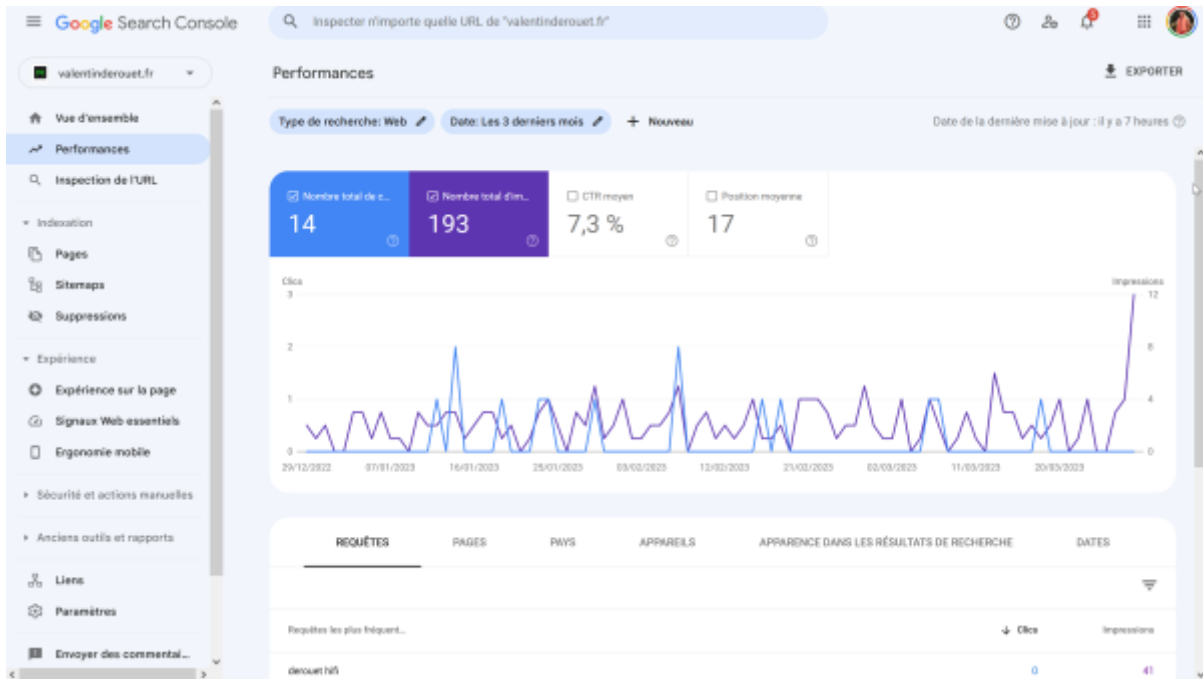 Google Search Console
Inspecter n'importe quelle URL de "valentinderouet.fr"
valentinderouet.fr
Vue d'ensemble
Performances
Inspection de l'URL
Indexation
Pages
Sitemaps
Suppressions
Expérience
Expérience sur la page
Signaux Web essentiels
Ergonomie mobile
Sécurité et actions manuelles
Anciens outils et rapports
Liens
Paramètres
Envoyer des commentai...
Performances
EXPORTER
Type de recherche: Web
Date: Les 3 derniers mois
Nouveau
Date de la dernière mise à jour : il y a 7 heures
Nombre total de c...
14
Nombre total d'im...
193
CTR moyen
7,3 %
Position moyenne
17
Clics
Impressions
3
12
2
8
1
4
0
0
29/12/2022 07/01/2023 16/01/2023 25/01/2023 03/02/2023 12/02/2023 21/02/2023 02/03/2023 11/03/2023 20/03/2023
REQUÊTES PAGES PAYS APPAREILS APPARENCE DANS LES RÉSULTATS DE RECHERCHE DATES
Requêtes les plus fréquent... Clics Impressions
derouet hifi 0 41